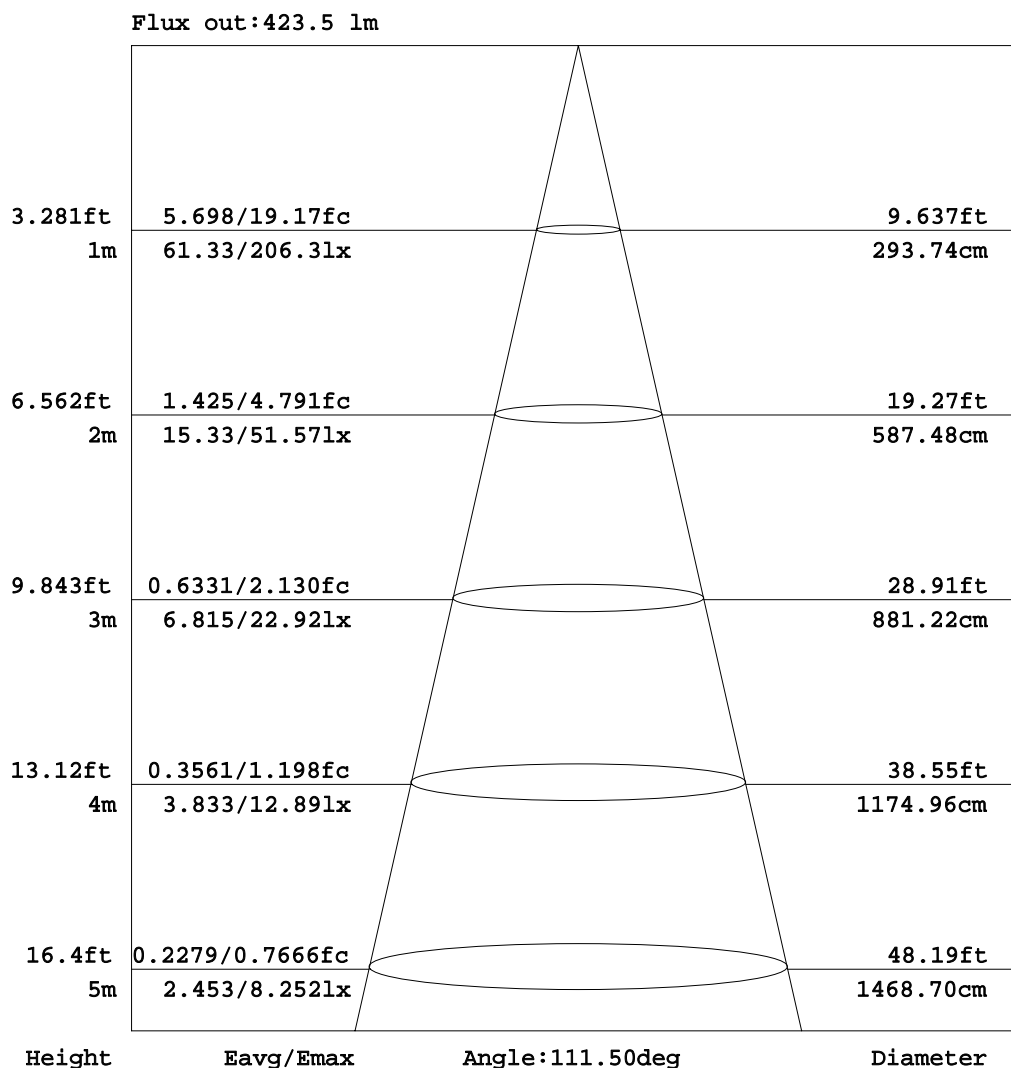 Flux out:423.5 lm
3.281ft 5.698/19.17fc 9.637ft
1m 61.33/206.3lx 293.74cm
6.562ft 1.425/4.791fc 19.27ft
2m 15.33/51.57lx 587.48cm
9.843ft 0.6331/2.130fc 28.91ft
3m 6.815/22.92lx 881.22cm
13.12ft 0.3561/1.198fc 38.55ft
4m 3.833/12.89lx 1174.96cm
16.4ft 0.2279/0.7666fc 48.19ft
5m 2.453/8.252lx 1468.70cm
Height Eavg/Emax Angle:111.50deg Diameter